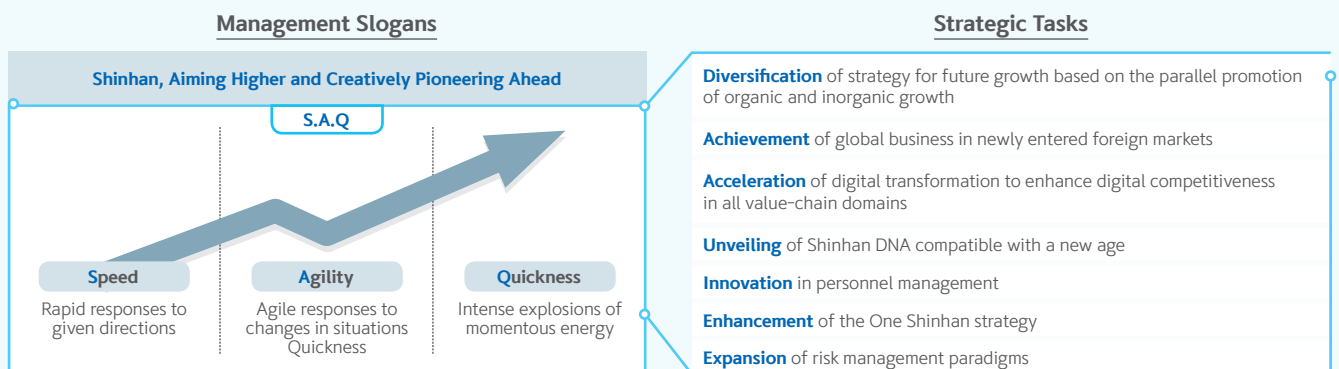 Management Slogans
Shinhan, Aiming Higher and Creatively Pioneering Ahead
S.A.Q
Speed
Rapid responses to
given directions
Agility
Agile responses to
changes in situations
Quickness
Quickness
Intense explosions of
momentous energy
Strategic Tasks
Diversification of strategy for future growth based on the parallel promotion
of organic and inorganic growth
Achievement of global business in newly entered foreign markets
Acceleration of digital transformation to enhance digital competitiveness
in all value-chain domains
Unveiling of Shinhan DNA compatible with a new age
Innovation in personnel management
Enhancement of the One Shinhan strategy
Expansion of risk management paradigms